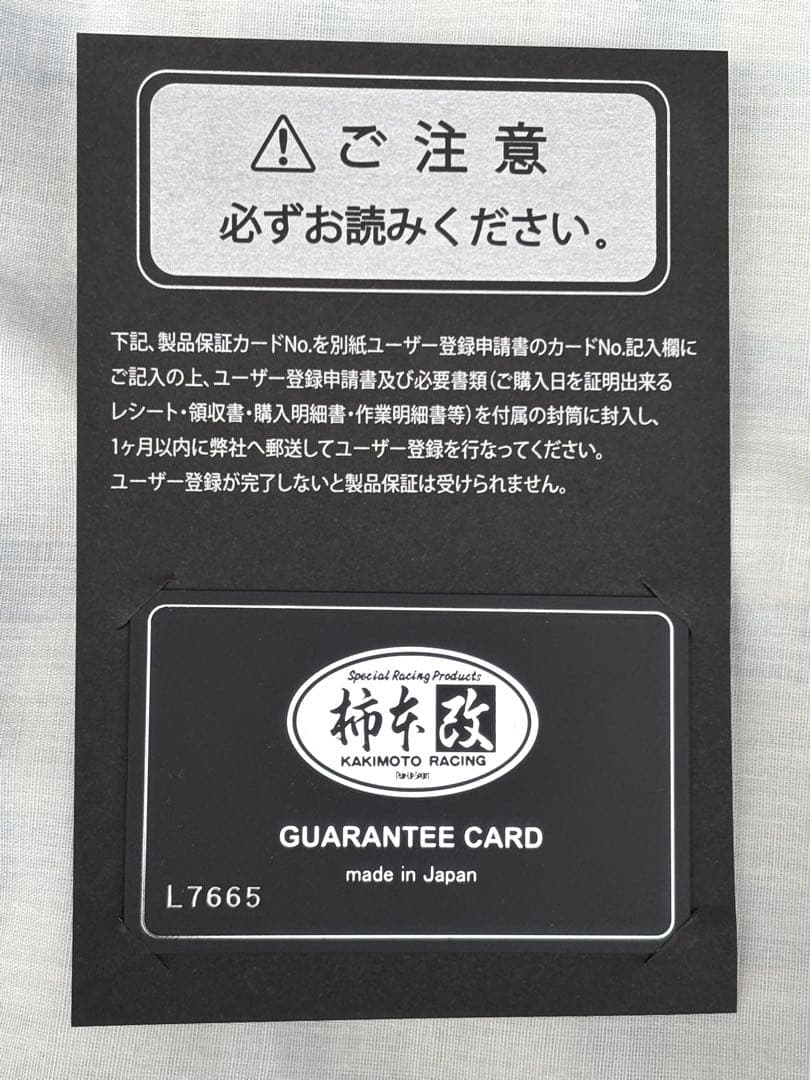 ご注意
必ずお読みください。
下記、製品保証カードNo.を別紙ユーザー登録申請書のカードNo.記入欄に
ご記入の上、ユーザー登録申請書及び必要書類（ご購入日を証明出来る
レシート・領収書・購入明細書・作業明細書等）を付属の封筒に封入し、
1ヶ月以内に弊社へ郵送してユーザー登録を行なってください。
ユーザー登録が完了しないと製品保証は受けられません。
Special Racing Products
柿本改
KAKIMOTO RACING
GUARANTEE CARD
made in Japan
L7665